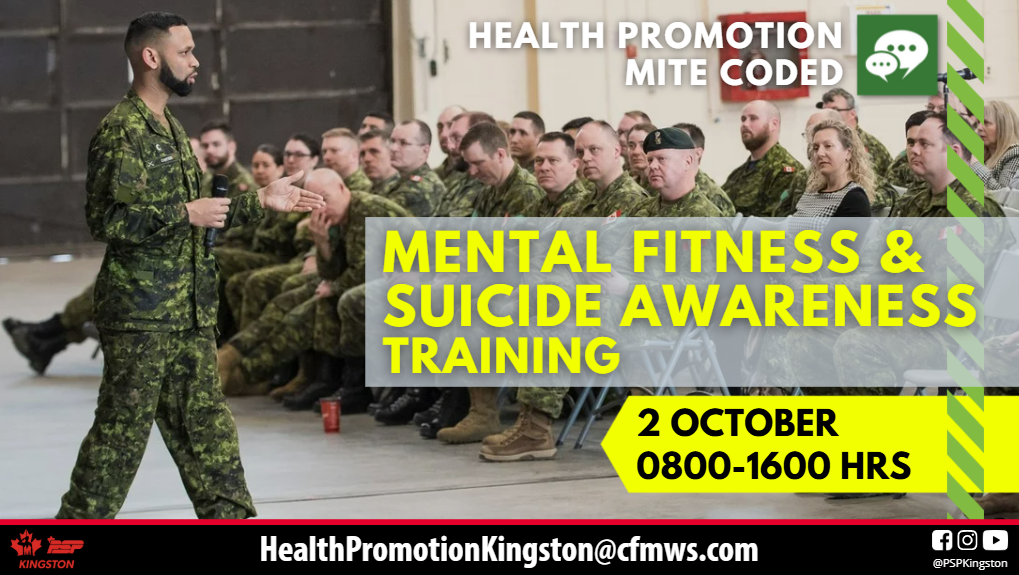 HEALTH PROMOTION
MITE CODED
MENTAL FITNESS &
SUICIDE AWARENESS
TRAINING
2 OCTOBER
0800-1600 HRS
PSP
KINGSTON
HealthPromotionKingston@cfmws.com
@PSPKingston